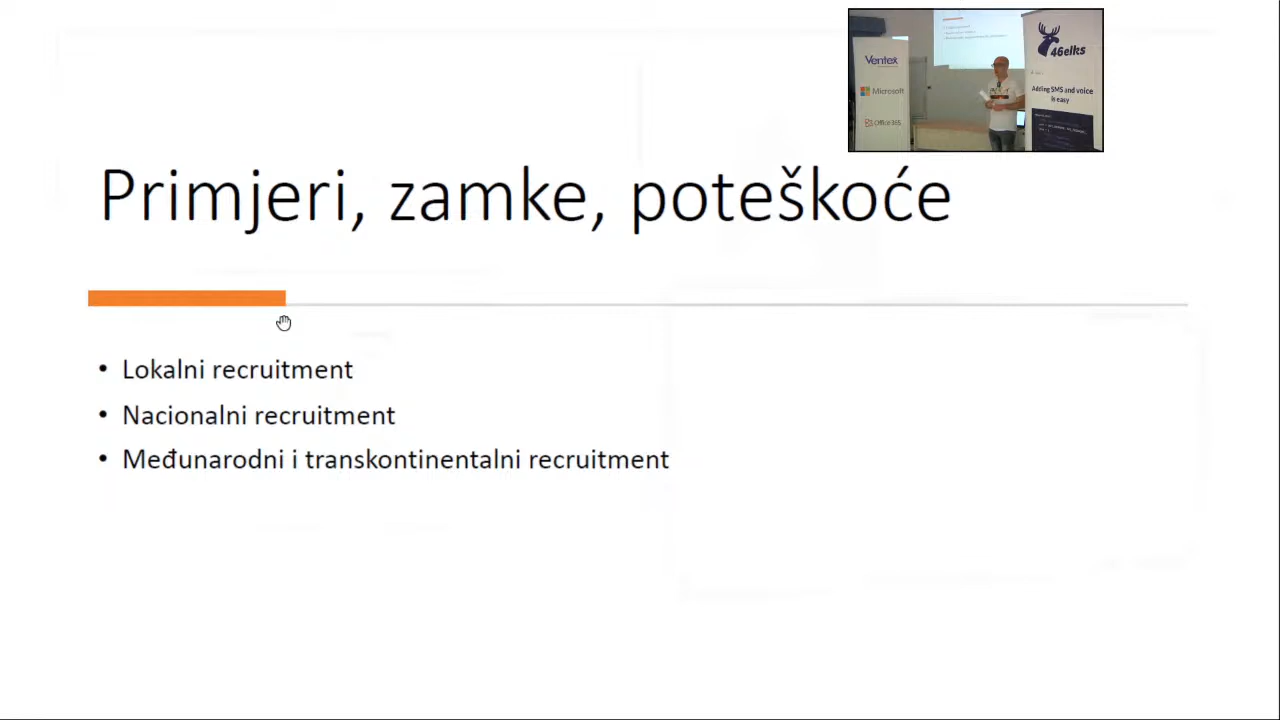 Ventex
Microsoft
Office 365
46elks
Adding SMS and voice
is easy
Primjeri, zamke, poteškoće
• Lokalni recruitment
• Nacionalni recruitment
• Međunarodni i transkontinentalni recruitment